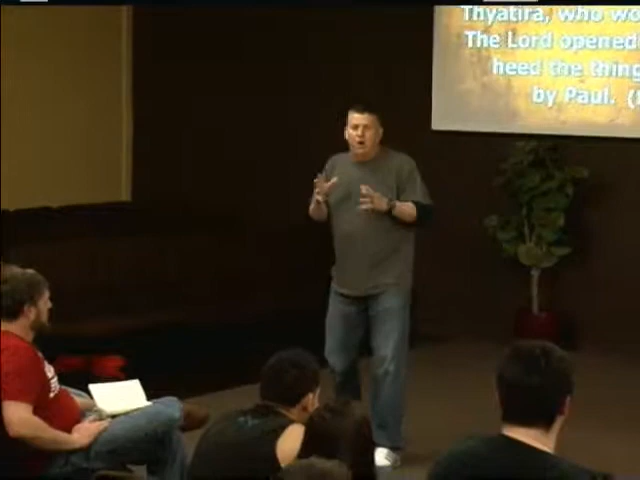 Thyatira, who wo
The Lord opened
heed the thing
by Paul. (